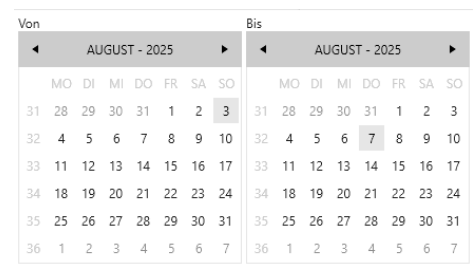 Von Bis
◄ AUGUST - 2025 ► ◄ AUGUST - 2025 ►
MO DI MI DO FR SA SO MO DI MI DO FR SA SO
31 28 29 30 31 1 2 3 31 28 29 30 31 1 2 3
32 4 5 6 7 8 9 10 32 4 5 6 7 8 9 10
33 11 12 13 14 15 16 17 33 11 12 13 14 15 16 17
34 18 19 20 21 22 23 24 34 18 19 20 21 22 23 24
35 25 26 27 28 29 30 31 35 25 26 27 28 29 30 31
36 1 2 3 4 5 6 7 36 1 2 3 4 5 6 7